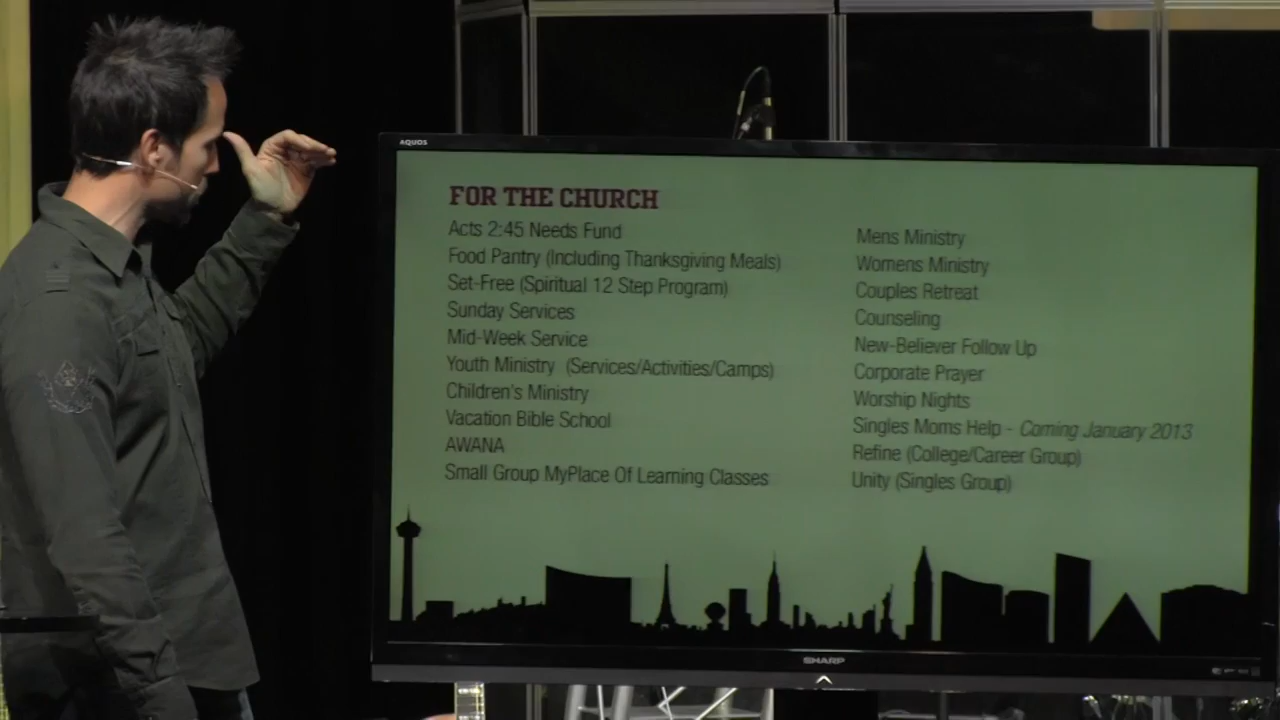 AQUOS
FOR THE CHURCH
Acts 2:45 Needs Fund
Food Pantry (Including Thanksgiving Meals)
Set-Free (Spiritual 12 Step Program)
Sunday Services
Mid-Week Service
Youth Ministry (Services/Activities/Camps)
Children's Ministry
Vacation Bible School
AWANA
Small Group MyPlace Of Learning Classes
Mens Ministry
Womens Ministry
Couples Retreat
Counseling
New-Believer Follow Up
Corporate Prayer
Worship Nights
Singles Moms Help - Coming January 2013
Refine (College/Career Group)
Unity (Singles Group)
SHARP